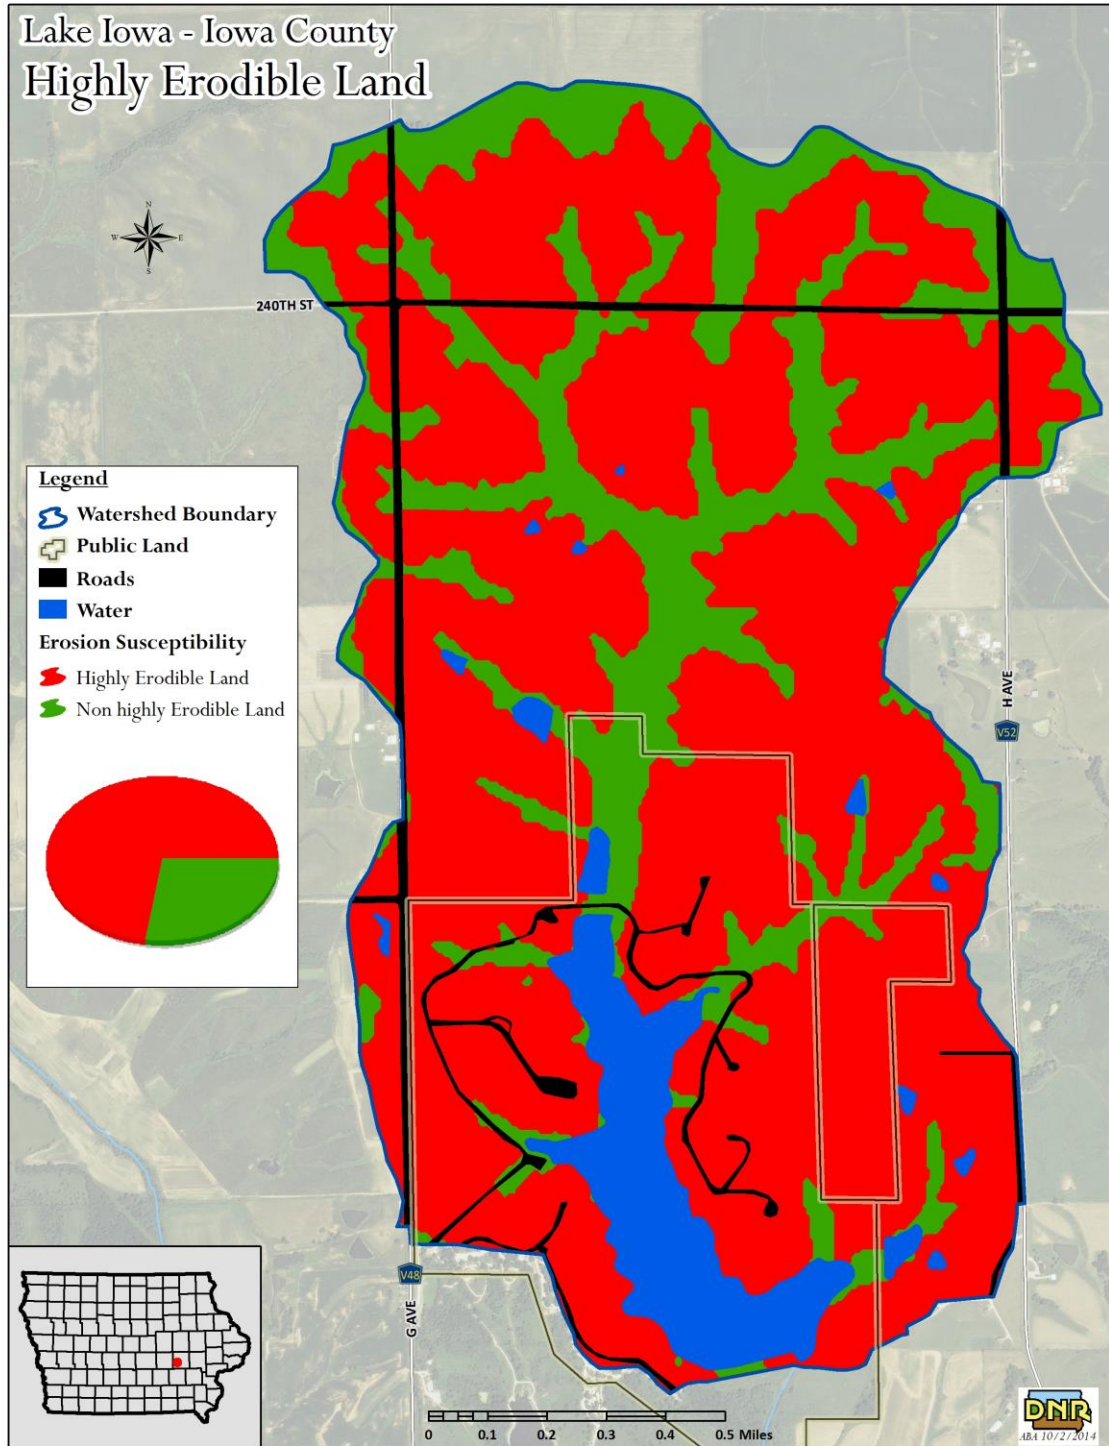 Lake Iowa - Iowa County
Highly Erodible Land
N
W E
S
240TH ST
Legend
Watershed Boundary
Public Land
Roads
Water
Erosion Susceptibility
Highly Erodible Land
Non highly Erodible Land
H AVE
V52
V48
G AVE
0 0.1 0.2 0.3 0.4 0.5 Miles
DNR
ABA 10/2/2014